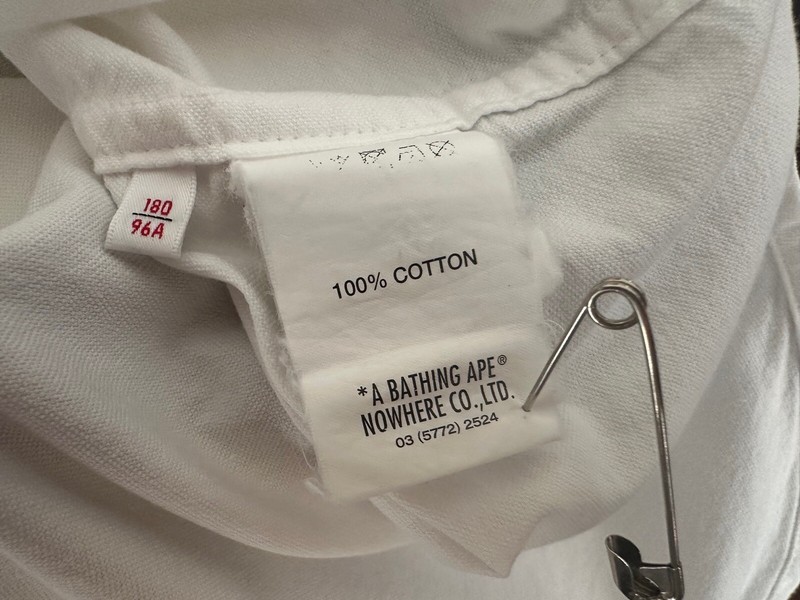 180
96A
100% COTTON
*A BATHING APE®
NOWHERE CO.,LTD.
03 (5772) 2524